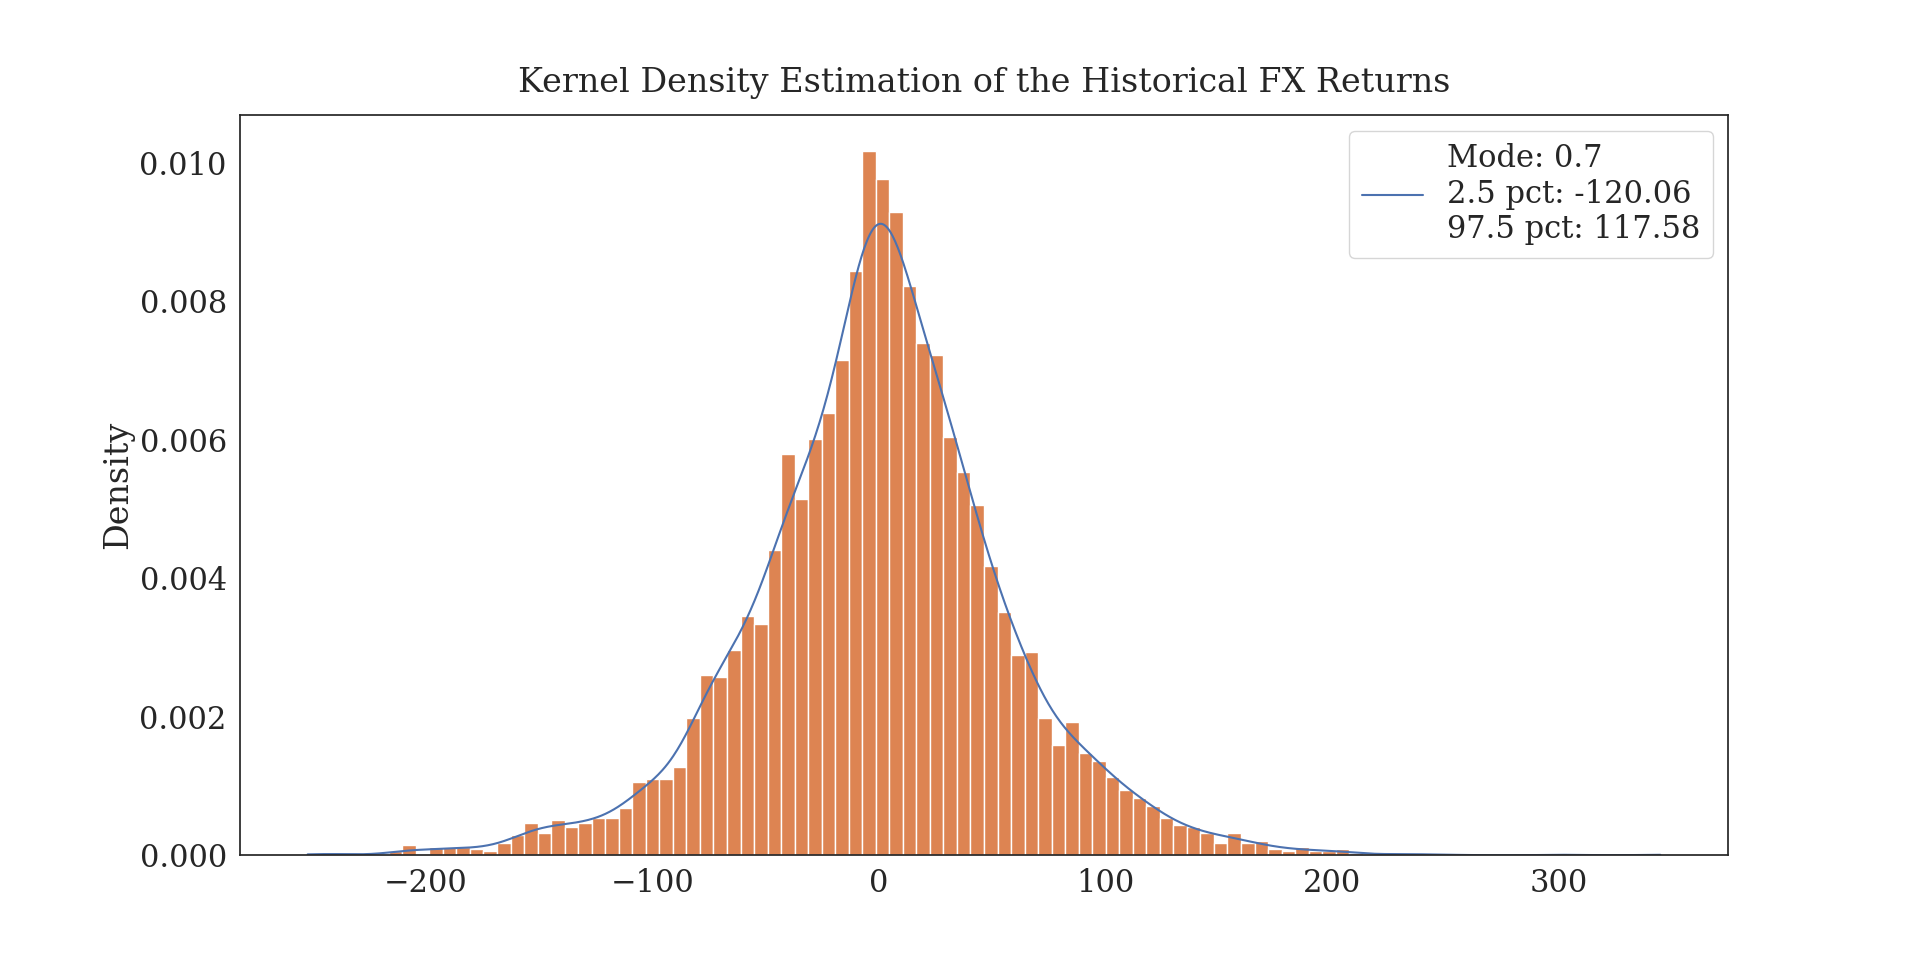 Kernel Density Estimation of the Historical FX Returns
Mode: 0.7
2.5 pct: -120.06
97.5 pct: 117.58
Density
0.010
0.008
0.006
0.004
0.002
0.000
−200
−100
0
100
200
300